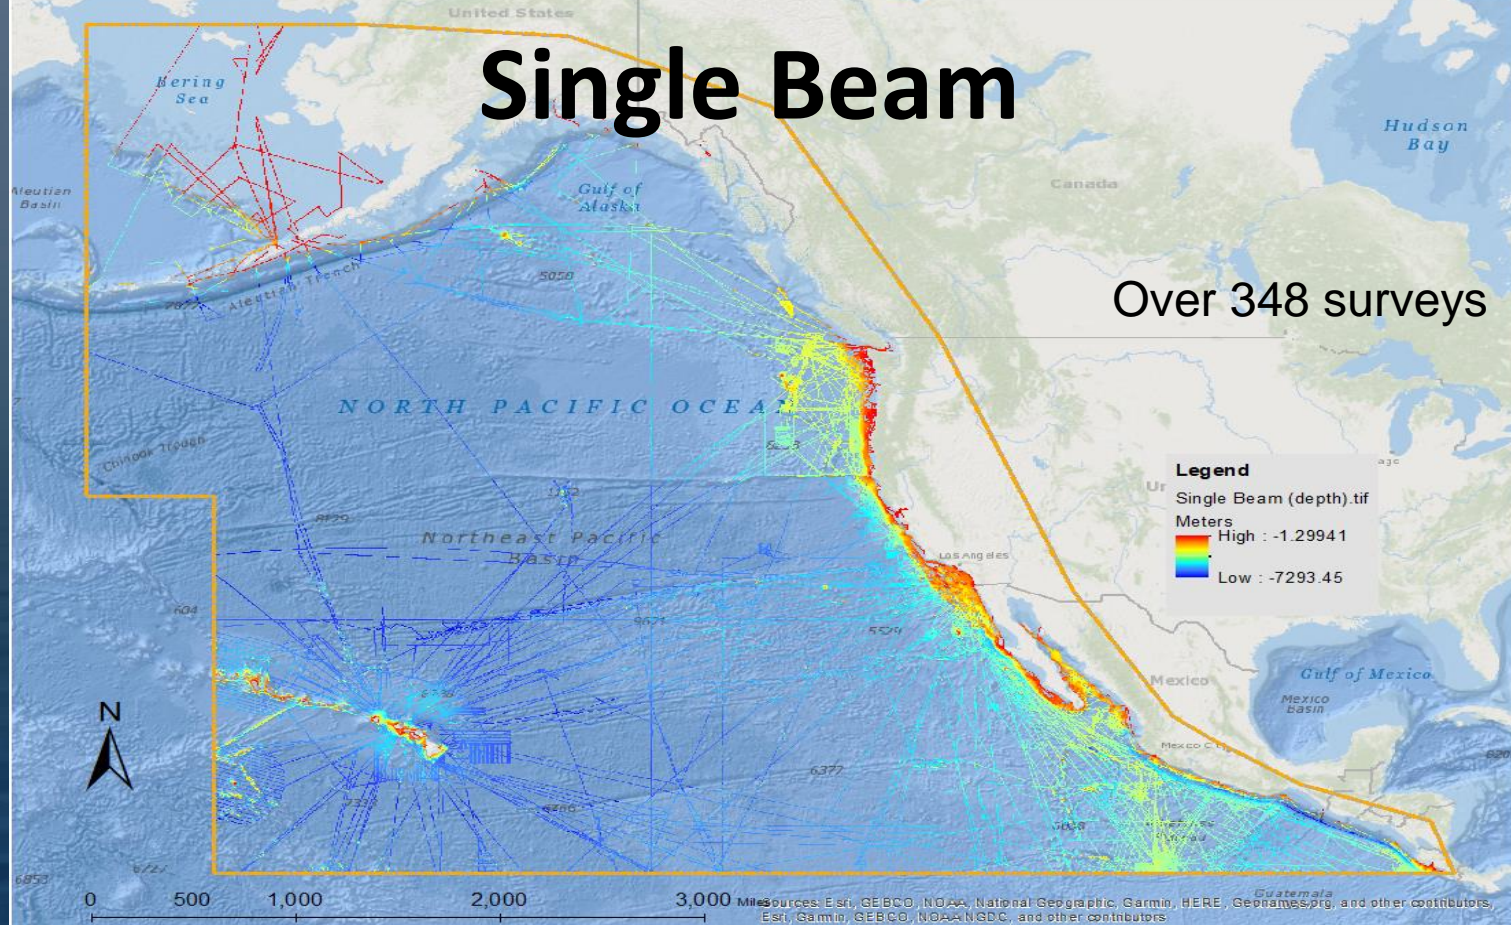 United States
Single Beam
Bering
Sea
Hudson
Bay
Aleutian
Basin
Gulf of
Alaska
Canada
5050
Aleutian Trench
Over 348 surveys
NORTH PACIFIC OCEAN
Chinook Trough
Legend
Single Beam (depth).tif
Meters
High : -1.29941
Low : -7293.45
Northeast Pacific
Basin
Los Angeles
604
5529
Gulf of Mexico
Mexico
Mexico
Basin
N
Mexico C
6377
6853
0 500 1,000 2,000 3,000 Miles
Guatemala
Sources: Esri, GEBCO, NOAA, National Geographic, Garmin, HERE, Geonames.org, and other contributors,
Esri, Garmin, GEBCO, NOAA NGDC, and other contributors